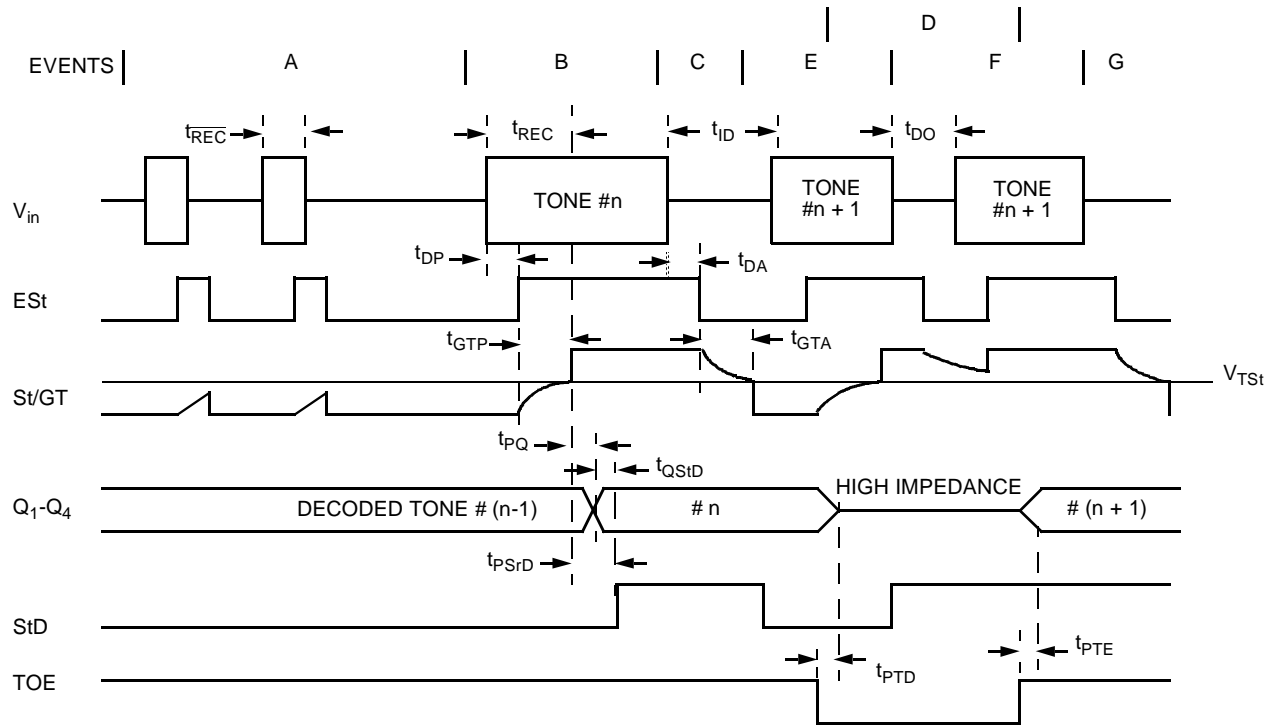 D
EVENTS A B C E F G
tREC tREC tID tDO
Vin TONE #n TONE #n + 1 TONE #n + 1
tDP tDA
ESt
tGTP tGTA
VTSt
St/GT
tPQ
tQStD
HIGH IMPEDANCE
Q1-Q4 DECODED TONE # (n-1) # n # (n + 1)
tPSrD
StD
tPTE
tPTD
TOE